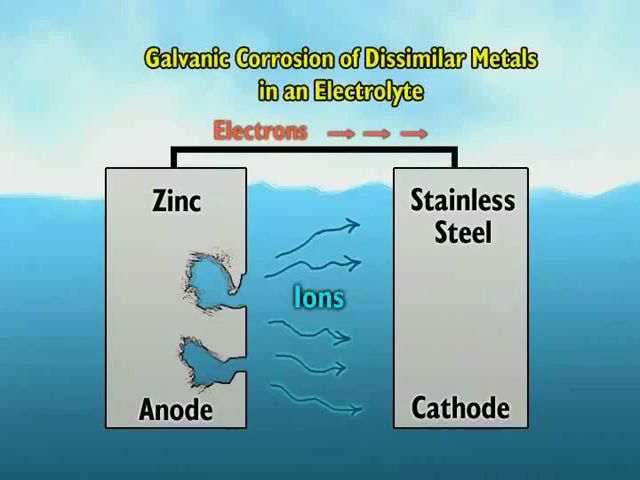 Galvanic Corrosion of Dissimilar Metals
in an Electrolyte
Electrons
Zinc
Stainless
Steel
Ions
Anode
Cathode